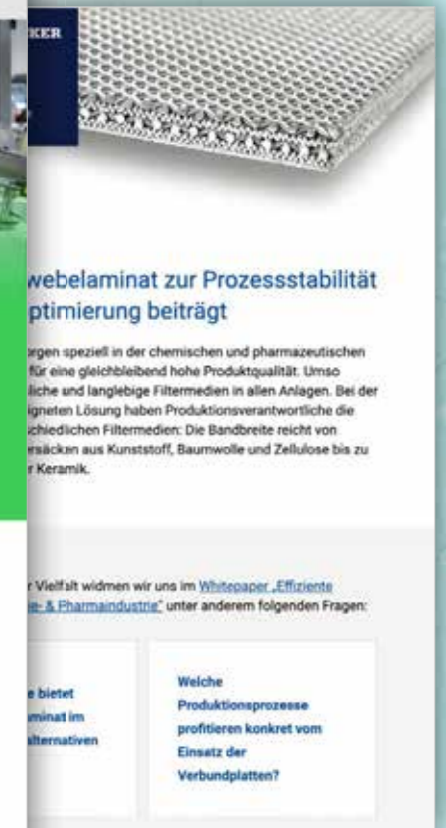 KER
webelaminat zur Prozessstabilität
ptimierung beiträgt
orgen speziell in der chemischen und pharmazeutischen
für eine gleichbleibend hohe Produktqualität. Umso
liche und langlebige Filtermedien in allen Anlagen. Bei der
igneten Lösung haben Produktionsverantwortliche die
schiedlichen Filtermedien: Die Bandbreite reicht von
ersäcken aus Kunststoff, Baumwolle und Zellulose bis zu
r Keramik.
r Vielfalt widmen wir uns im Whitepaper „Effiziente
ie- & Pharmaindustrie" unter anderem folgenden Fragen:
e bietet
minat im
lternativen
Welche
Produktionsprozesse
profitieren konkret vom
Einsatz der
Verbundplatten?